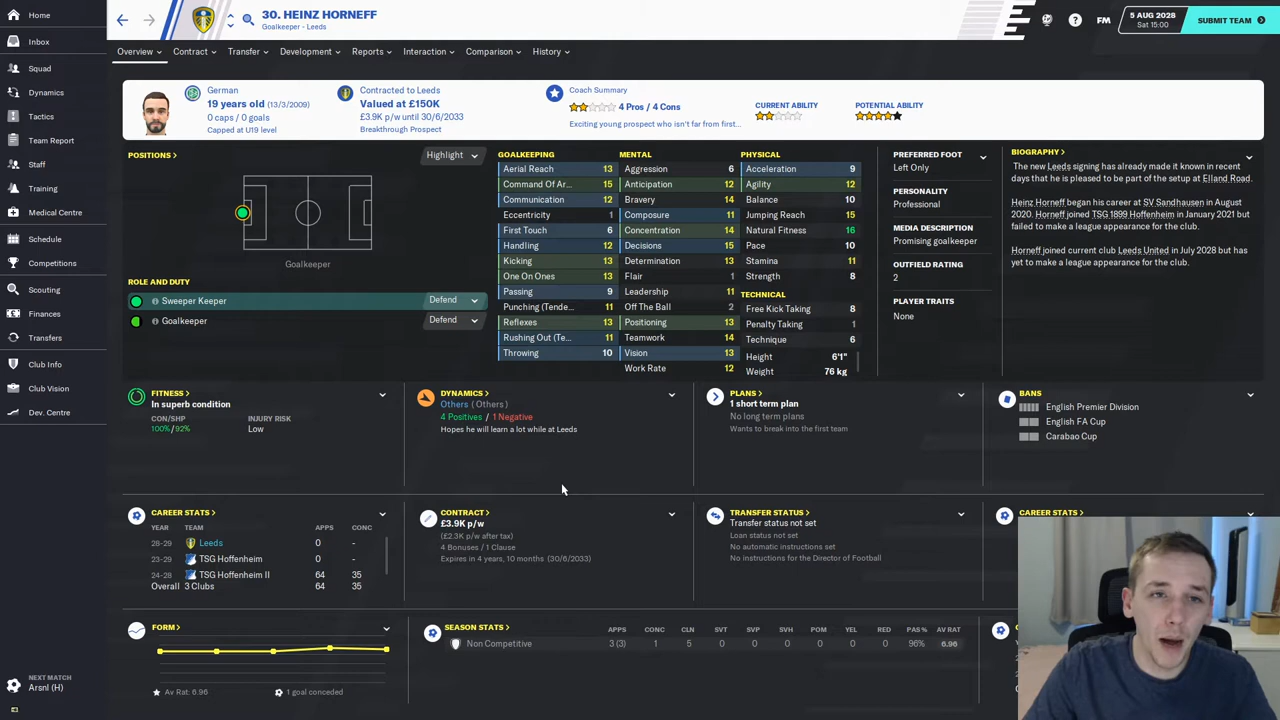 30. HEINZ HORNEFF
Goalkeeper - Leeds
FM
5 AUG 2028
Sat 15:00
SUBMIT TEAM
Home
Inbox
Squad
Dynamics
Tactics
Team Report
Staff
Training
Medical Centre
Schedule
Competitions
Scouting
Finances
Transfers
Club Info
Club Vision
Dev. Centre
NEXT MATCH
Arsnl (H)
Overview
Contract
Transfer
Development
Reports
Interaction
Comparison
History
German
19 years old (13/3/2009)
0 caps / 0 goals
Capped at U19 level
Contracted to Leeds
Valued at £150K
£3.9K p/w until 30/6/2033
Breakthrough Prospect
Coach Summary
4 Pros / 4 Cons
Exciting young prospect who isn't far from first...
CURRENT ABILITY
POTENTIAL ABILITY
POSITIONS
Highlight
Goalkeeper
ROLE AND DUTY
Sweeper Keeper Defend
Goalkeeper Defend
GOALKEEPING
Aerial Reach 13
Command Of Ar... 15
Communication 12
Eccentricity 1
First Touch 6
Handling 12
Kicking 13
One On Ones 13
Passing 9
Punching (Tende... 11
Reflexes 13
Rushing Out (Te... 11
Throwing 10
MENTAL
Aggression 6
Anticipation 12
Bravery 14
Composure 11
Concentration 14
Decisions 15
Determination 13
Flair 1
Leadership 11
Off The Ball 2
Positioning 13
Teamwork 14
Vision 13
Work Rate 12
PHYSICAL
Acceleration 9
Agility 12
Balance 10
Jumping Reach 15
Natural Fitness 16
Pace 10
Stamina 11
Strength 8
TECHNICAL
Free Kick Taking 8
Penalty Taking 1
Technique 6
Height 6'1"
Weight 76 kg
PREFERRED FOOT
Left Only
PERSONALITY
Professional
MEDIA DESCRIPTION
Promising goalkeeper
OUTFIELD RATING
2
PLAYER TRAITS
None
BIOGRAPHY
The new Leeds signing has already made it known in recent
days that he is pleased to be part of the setup at Elland Road.
Heinz Horneff began his career at SV Sandhausen in August
2020. Horneff joined TSG 1899 Hoffenheim in January 2021 but
failed to make a league appearance for the club.
Horneff joined current club Leeds United in July 2028 but has
yet to make a league appearance for the club.
FITNESS
In superb condition
CON/SHP
100%/92%
INJURY RISK
Low
DYNAMICS
Others (Others)
4 Positives / 1 Negative
Hopes he will learn a lot while at Leeds
PLANS
1 short term plan
No long term plans
Wants to break into the first team
BANS
English Premier Division
English FA Cup
Carabao Cup
CAREER STATS
YEAR TEAM APPS CONC
28-29 Leeds 0 -
23-29 TSG Hoffenheim 0 -
24-28 TSG Hoffenheim II 64 35
Overall 3 Clubs 64 35
CONTRACT
£3.9K p/w
(£2.3K p/w after tax)
4 Bonuses / 1 Clause
Expires in 4 years, 10 months (30/6/2033)
TRANSFER STATUS
Transfer status not set
Loan status not set
No automatic instructions set
No instructions for the Director of Football
CAREER STATS
FORM
Av Rat: 6.96
1 goal conceded
SEASON STATS
APPS CONC CLN SVT SVP SVH POM YEL RED PAS% AV RAT
Non Competitive 3 (3) 1 5 0 0 0 0 0 0 96% 6.96